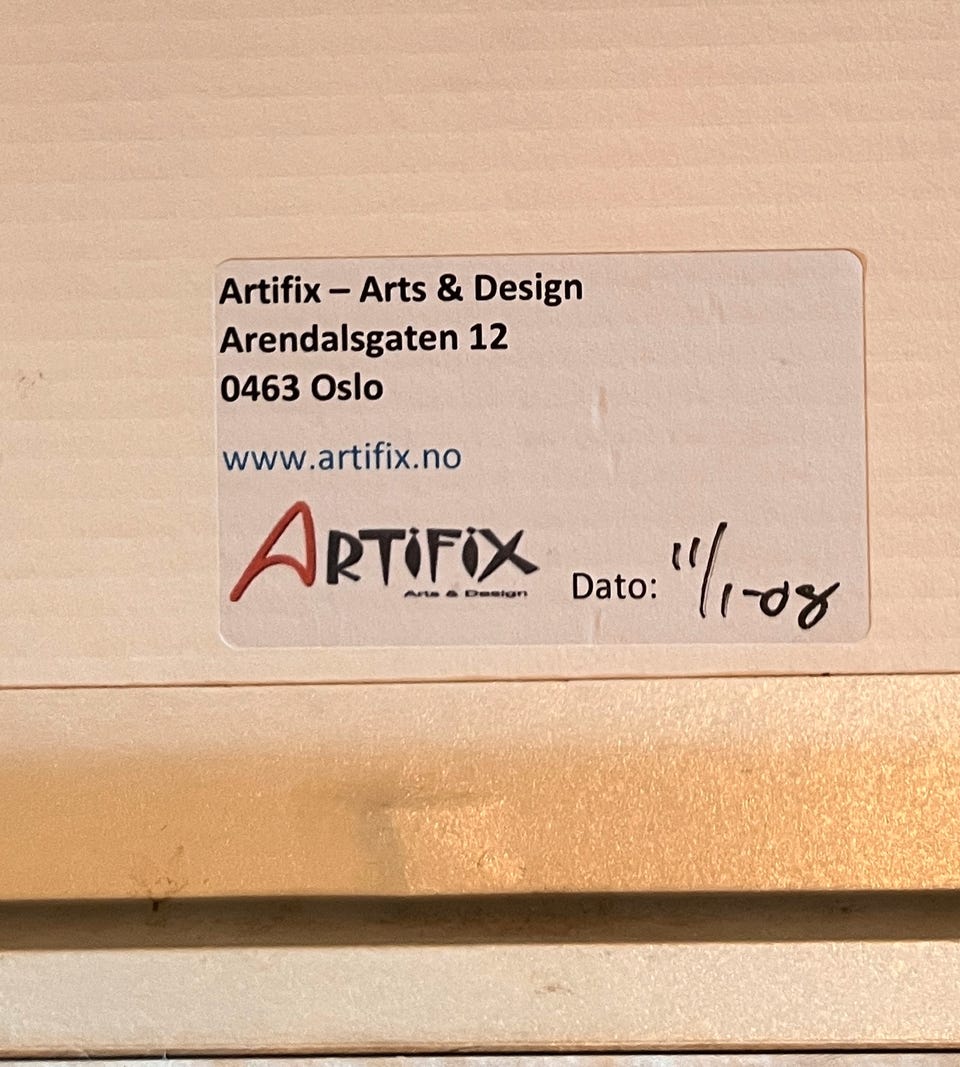 Artifix – Arts & Design
Arendalsgaten 12
0463 Oslo
www.artifix.no
ARTiFiX
Arts & Design
Dato: 11/1-08